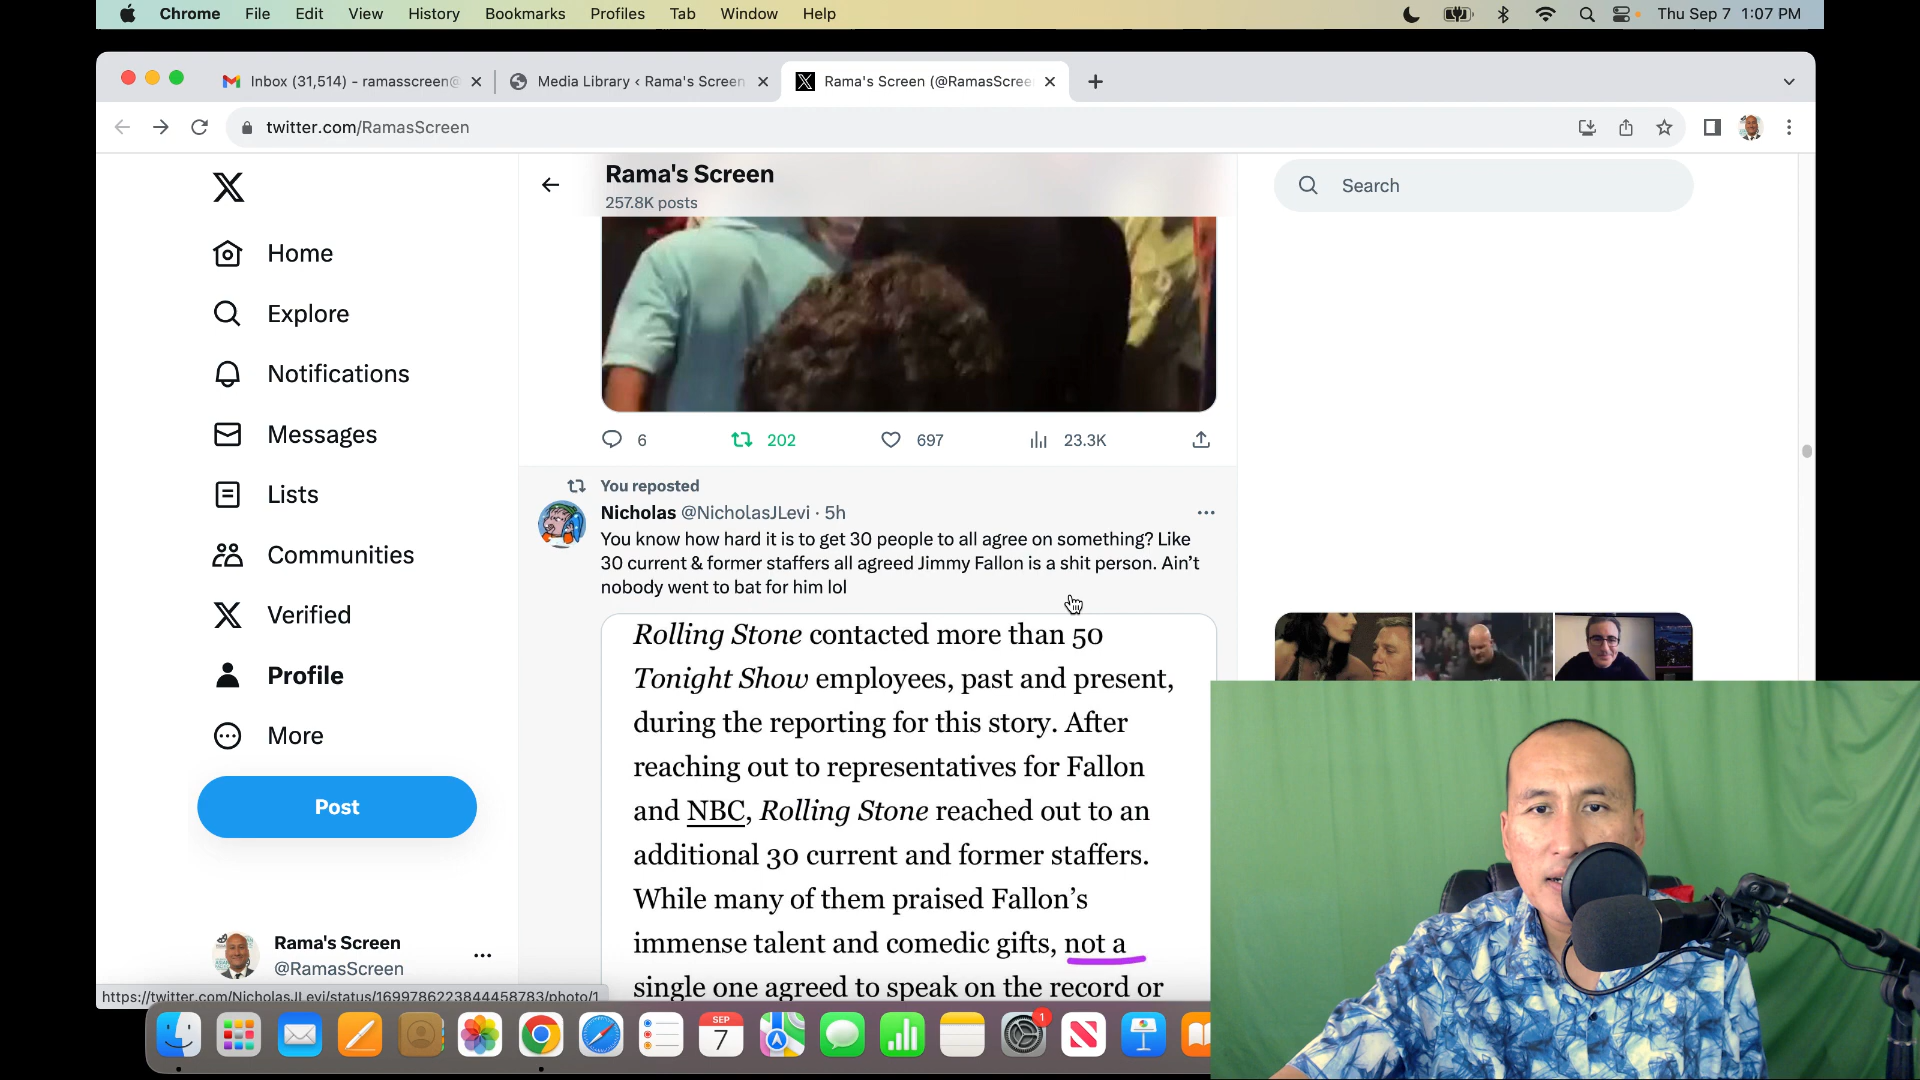 Chrome File Edit View History Bookmarks Profiles Tab Window Help Thu Sep 7 1:07 PM
Inbox (31,514) - ramasscreen@ Media Library ‹ Rama's Screen Rama's Screen (@RamasScree
twitter.com/RamasScreen
Rama's Screen
257.8K posts
Search
Home
Explore
Notifications
Messages
Lists
Communities
Verified
Profile
More
Post
Rama's Screen
@RamasScreen
6 202 697 23.3K
You reposted
Nicholas @NicholasJLevi · 5h
You know how hard it is to get 30 people to all agree on something? Like
30 current & former staffers all agreed Jimmy Fallon is a shit person. Ain't
nobody went to bat for him lol
Rolling Stone contacted more than 50
Tonight Show employees, past and present,
during the reporting for this story. After
reaching out to representatives for Fallon
and NBC, Rolling Stone reached out to an
additional 30 current and former staffers.
While many of them praised Fallon's
immense talent and comedic gifts, not a
single one agreed to speak on the record or
https://twitter.com/NicholasJLevi/status/1699786223844458783/photo/1
SEP
7
1